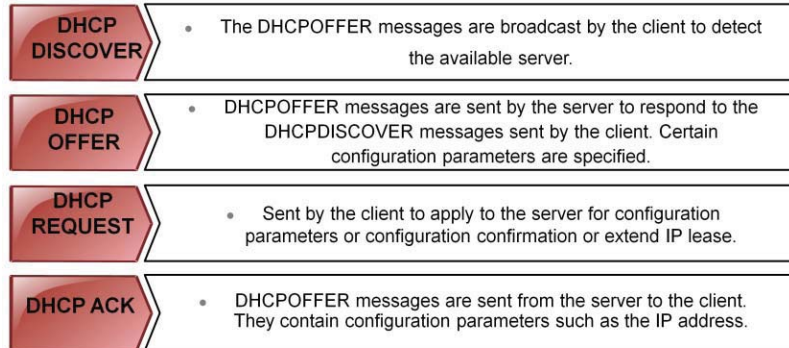 DHCP
DISCOVER
• The DHCPOFFER messages are broadcast by the client to detect
the available server.
DHCP
OFFER
• DHCPOFFER messages are sent by the server to respond to the
DHCPDISCOVER messages sent by the client. Certain
configuration parameters are specified.
DHCP
REQUEST
• Sent by the client to apply to the server for configuration
parameters or configuration confirmation or extend IP lease.
DHCP ACK
• DHCPOFFER messages are sent from the server to the client.
They contain configuration parameters such as the IP address.